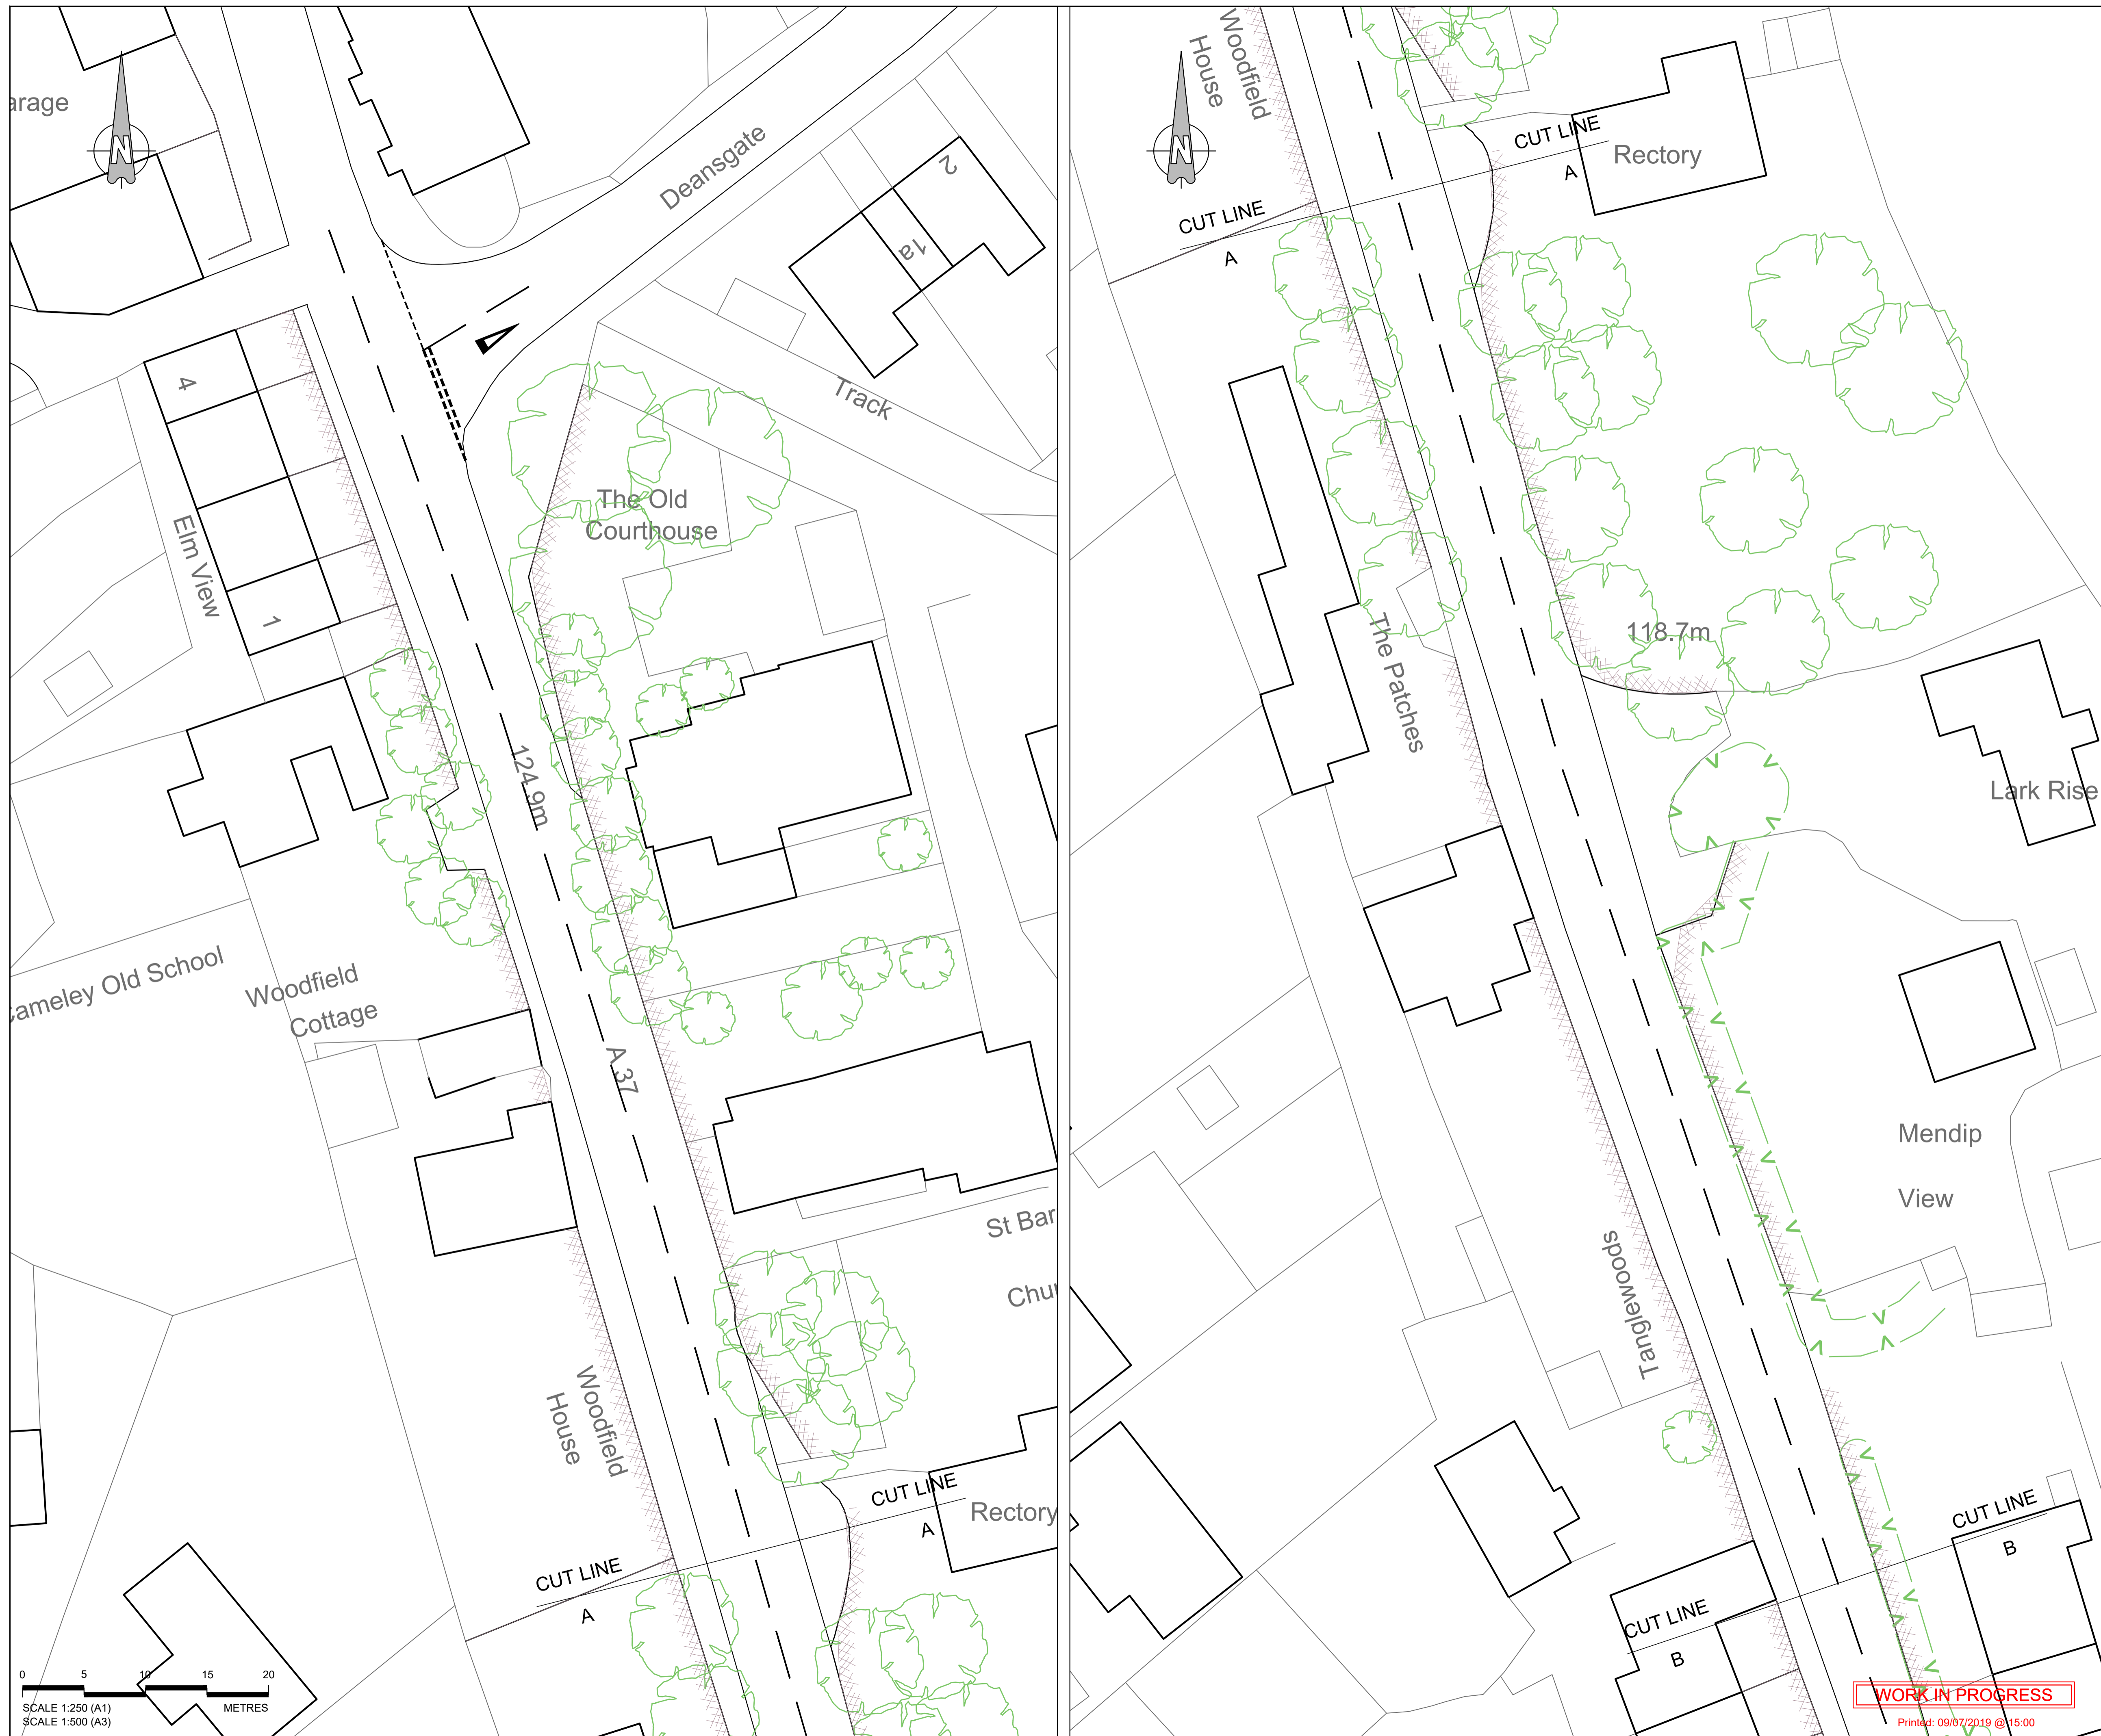 arage
N
Deansgate
2
1a
4
Track
The Old
Courthouse
Elm View
1
124.9m
Cameley Old School
Woodfield
Cottage
A 37
St Bar
Chur
Woodfield
House
CUT LINE
A
Rectory
CUT LINE
A
0 5 10 15 20
SCALE 1:250 (A1) METRES
SCALE 1:500 (A3)
Woodfield
House
N
CUT LINE
A
Rectory
CUT LINE
A
118.7m
The Patches
Lark Rise
Mendip
View
Tanglewoods
CUT LINE
B
CUT LINE
B
WORK IN PROGRESS
Printed: 09/07/2019 @ 15:00